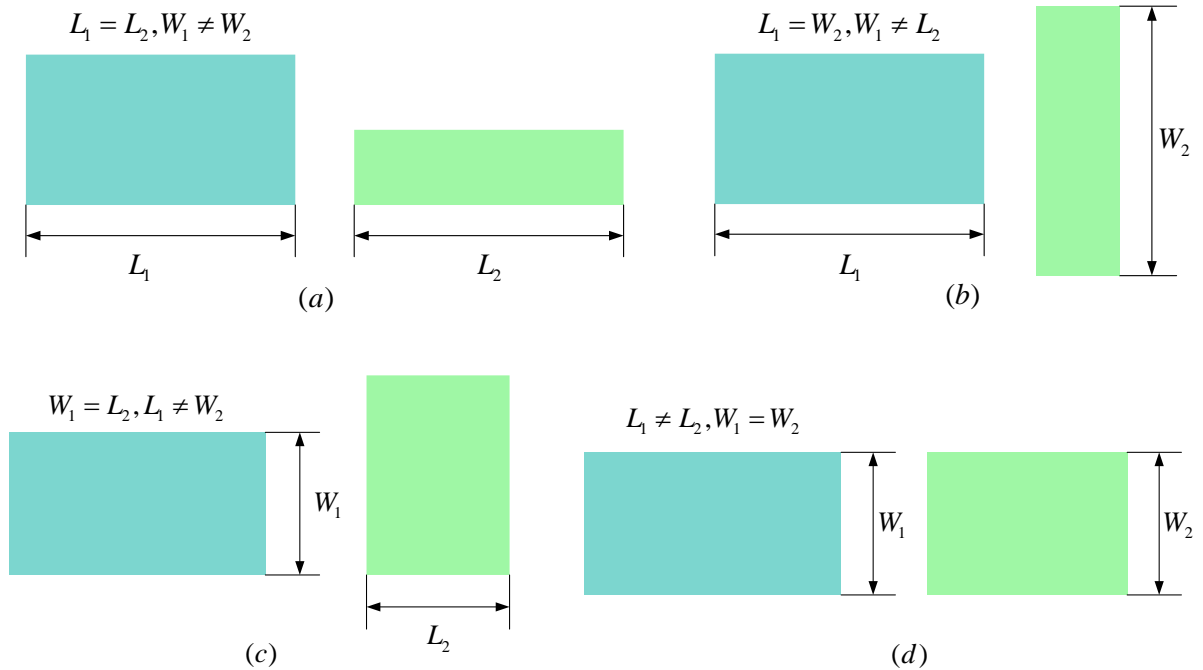 L₁ = L₂, W₁ ≠ W₂
L₁
L₂
(a)
L₁ = W₂, W₁ ≠ L₂
W₂
L₁
(b)
W₁ = L₂, L₁ ≠ W₂
W₁
L₂
(c)
L₁ ≠ L₂, W₁ = W₂
W₁
W₂
(d)